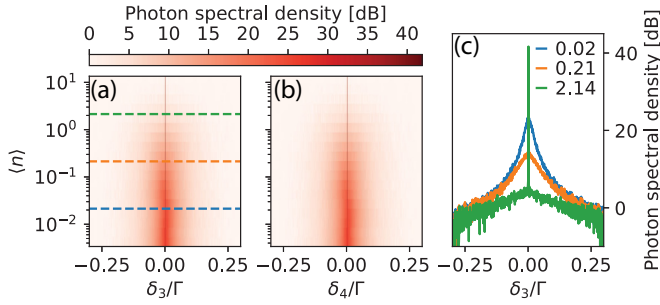 Photon spectral density [dB]
0 5 10 15 20 25 30 35 40
(a)
(b)
(c)
⟨n⟩
10¹
10⁰
10⁻¹
10⁻²
−0.25 0.00 0.25
δ₃/Γ
−0.25 0.00 0.25
δ₄/Γ
0.02
0.21
2.14
40
20
0
Photon spectral density [dB]
−0.25 0.00 0.25
δ₃/Γ